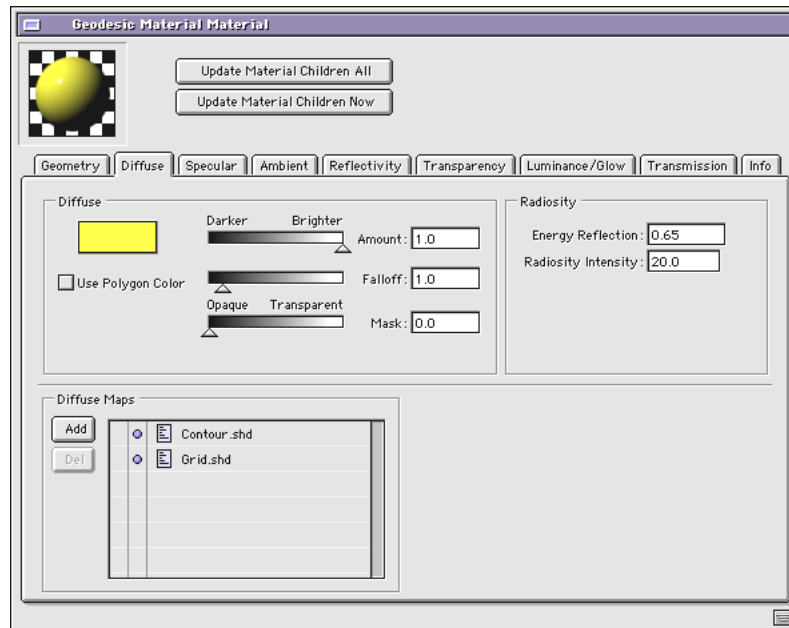 Geodesic Material Material
Update Material Children All
Update Material Children Now
Geometry Diffuse Specular Ambient Reflectivity Transparency Luminance/Glow Transmission Info
Diffuse
Darker Brighter
Amount: 1.0
Use Polygon Color
Falloff: 1.0
Opaque Transparent
Mask: 0.0
Radiosity
Energy Reflection: 0.65
Radiosity Intensity: 20.0
Diffuse Maps
Add
Del
Contour.shd
Grid.shd